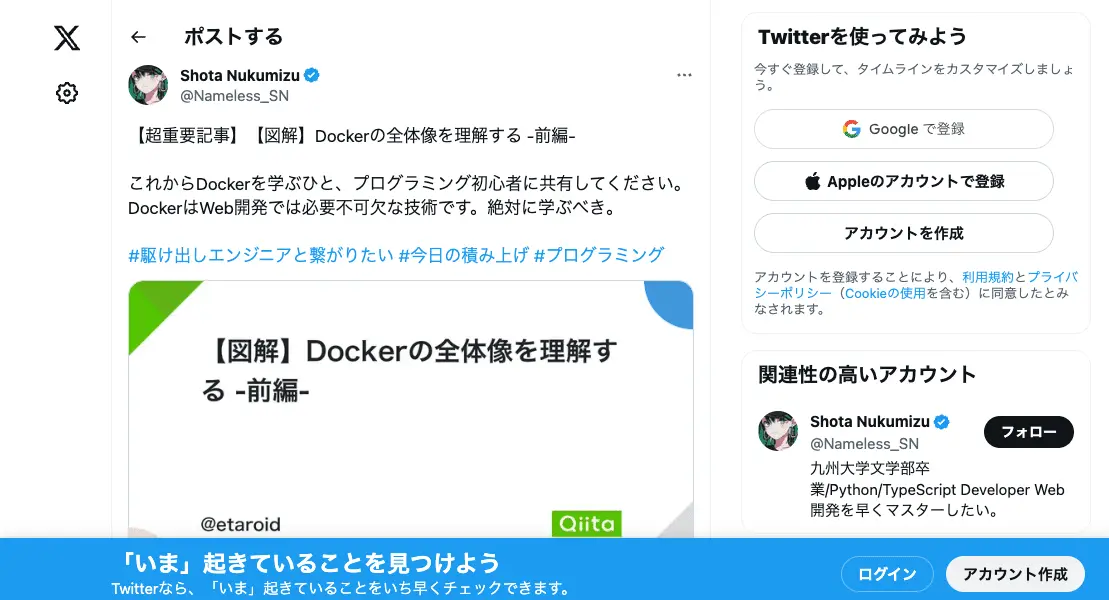 ポストする
Shota Nukumizu
@Nameless_SN
【超重要記事】【図解】Dockerの全体像を理解する -前編-
これからDockerを学ぶひと、プログラミング初心者に共有してください。
DockerはWeb開発では必要不可欠な技術です。絶対に学ぶべき。
#駆け出しエンジニアと繋がりたい #今日の積み上げ #プログラミング
【図解】Dockerの全体像を理解す
る -前編-
@etaroid
Qiita
Twitterを使ってみよう
今すぐ登録して、タイムラインをカスタマイズしましょ
う。
Google で登録
Appleのアカウントで登録
アカウントを作成
アカウントを登録することにより、利用規約とプライバ
シーポリシー（Cookieの使用を含む）に同意したとみ
なされます。
関連性の高いアカウント
Shota Nukumizu
@Nameless_SN
フォロー
九州大学文学部卒
業/Python/TypeScript Developer Web
開発を早くマスターしたい。
「いま」起きていることを見つけよう
Twitterなら、「いま」起きていることをいち早くチェックできます。
ログイン
アカウント作成